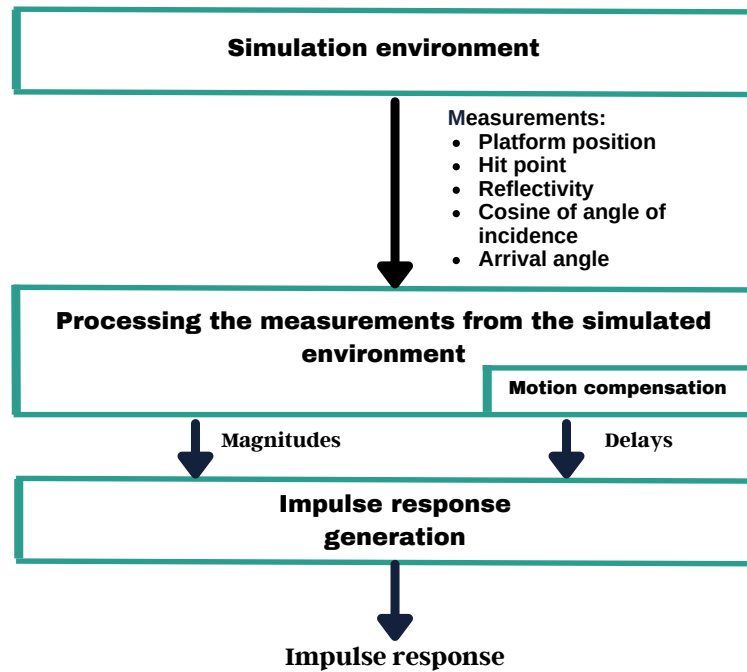 Simulation environment
Measurements:
• Platform position
• Hit point
• Reflectivity
• Cosine of angle of
incidence
• Arrival angle
Processing the measurements from the simulated
environment
Motion compensation
Magnitudes
Delays
Impulse response
generation
Impulse response